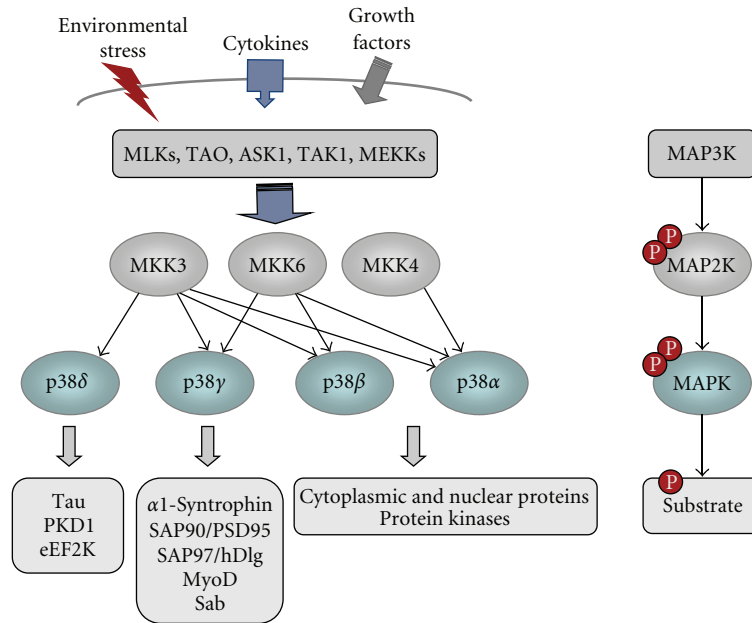 Environmental
stress
Cytokines
Growth
factors
MLKs, TAO, ASK1, TAK1, MEKKs
MKK3
MKK6
MKK4
p38δ
p38γ
p38β
p38α
Tau
PKD1
eEF2K
α1-Syntrophin
SAP90/PSD95
SAP97/hDlg
MyoD
Sab
Cytoplasmic and nuclear proteins
Protein kinases
MAP3K
P
P
MAP2K
P
P
MAPK
P
Substrate